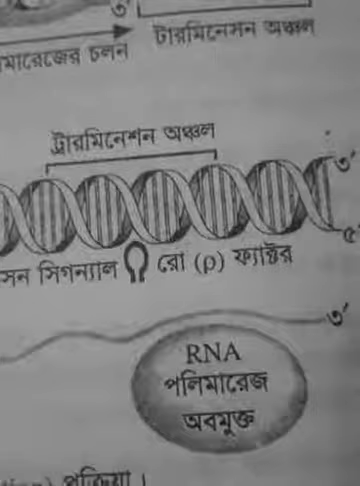 ৩′
টারমিনেসন অঞ্চল
মারেজের চলন
ট্রারমিনেশন অঞ্চল
৩′
৫′
সন সিগন্যাল
রো (ρ) ফ্যাক্টর
৩′
RNA
পলিমারেজ
অবমুক্ত
tion) প্রক্রিয়া।